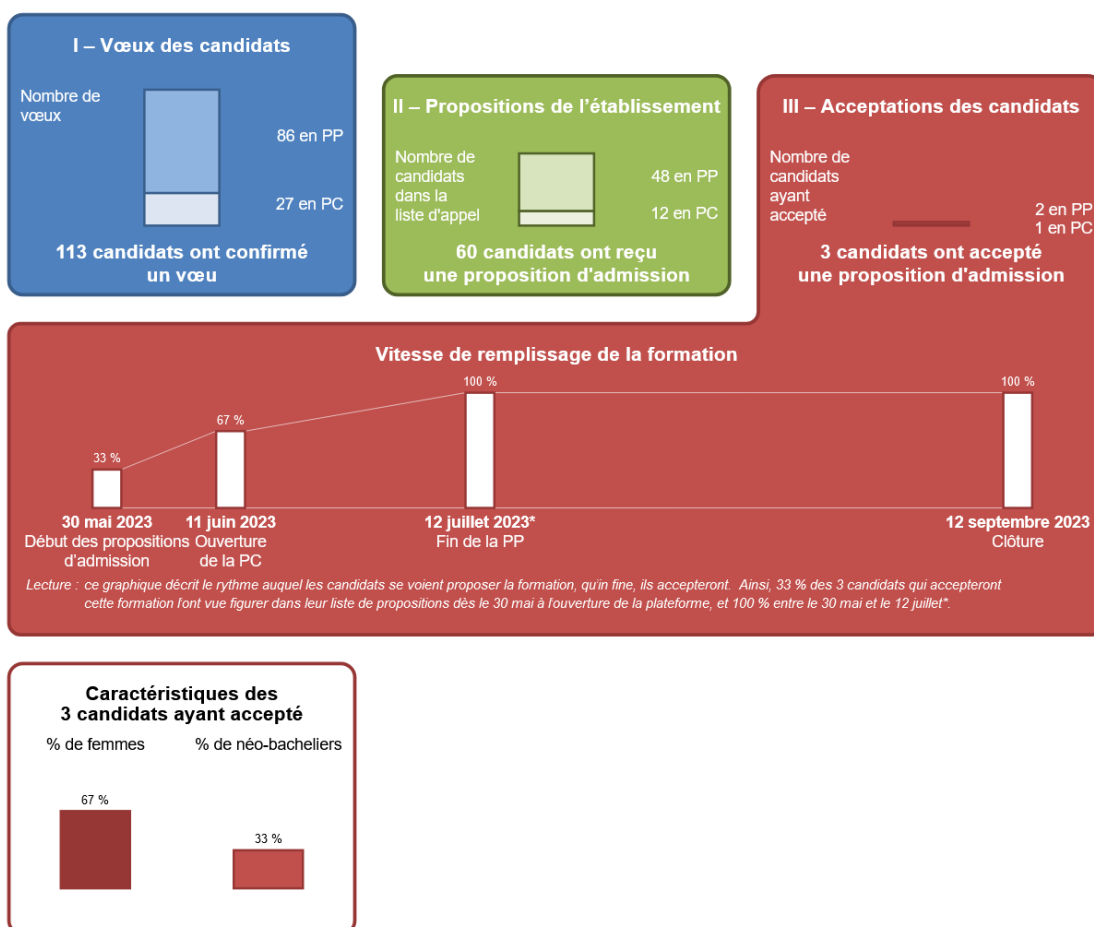 I – Vœux des candidats
Nombre de
vœux
86 en PP
27 en PC
113 candidats ont confirmé
un vœu
II – Propositions de l'établissement
Nombre de
candidats
dans la
liste d'appel
48 en PP
12 en PC
60 candidats ont reçu
une proposition d'admission
III – Acceptations des candidats
Nombre de
candidats
ayant
accepté
2 en PP
1 en PC
3 candidats ont accepté
une proposition d'admission
Vitesse de remplissage de la formation
33 %
67 %
100 %
100 %
30 mai 2023
Début des propositions
d'admission
11 juin 2023
Ouverture
de la PC
12 juillet 2023*
Fin de la PP
12 septembre 2023
Clôture
Lecture : ce graphique décrit le rythme auquel les candidats se voient proposer la formation, qu'in fine, ils accepteront. Ainsi, 33 % des 3 candidats qui accepteront
cette formation l'ont vue figurer dans leur liste de propositions dès le 30 mai à l'ouverture de la plateforme, et 100 % entre le 30 mai et le 12 juillet*.
Caractéristiques des
3 candidats ayant accepté
% de femmes
% de néo-bacheliers
67 %
33 %